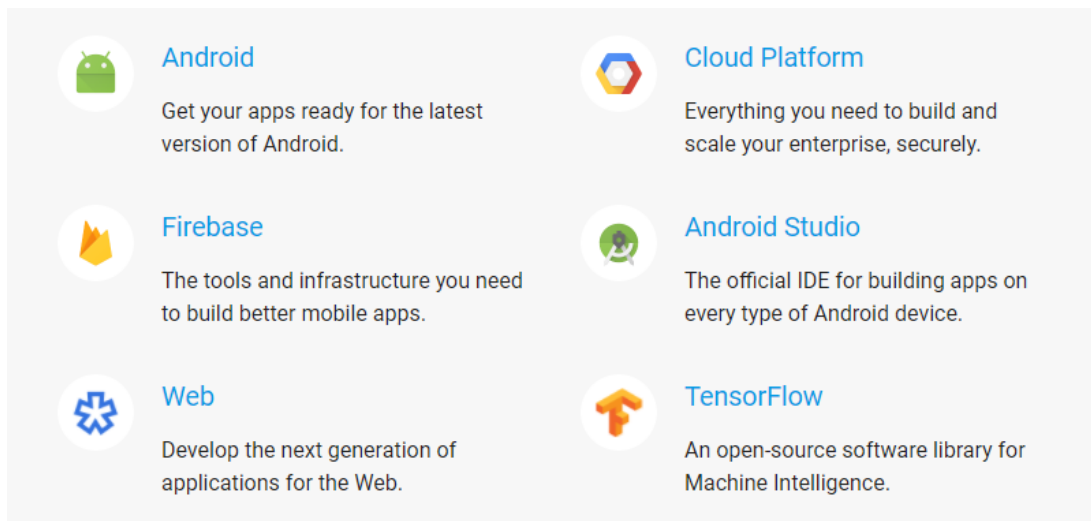 Android
Get your apps ready for the latest
version of Android.
Cloud Platform
Everything you need to build and
scale your enterprise, securely.
Firebase
The tools and infrastructure you need
to build better mobile apps.
Android Studio
The official IDE for building apps on
every type of Android device.
Web
Develop the next generation of
applications for the Web.
TensorFlow
An open-source software library for
Machine Intelligence.